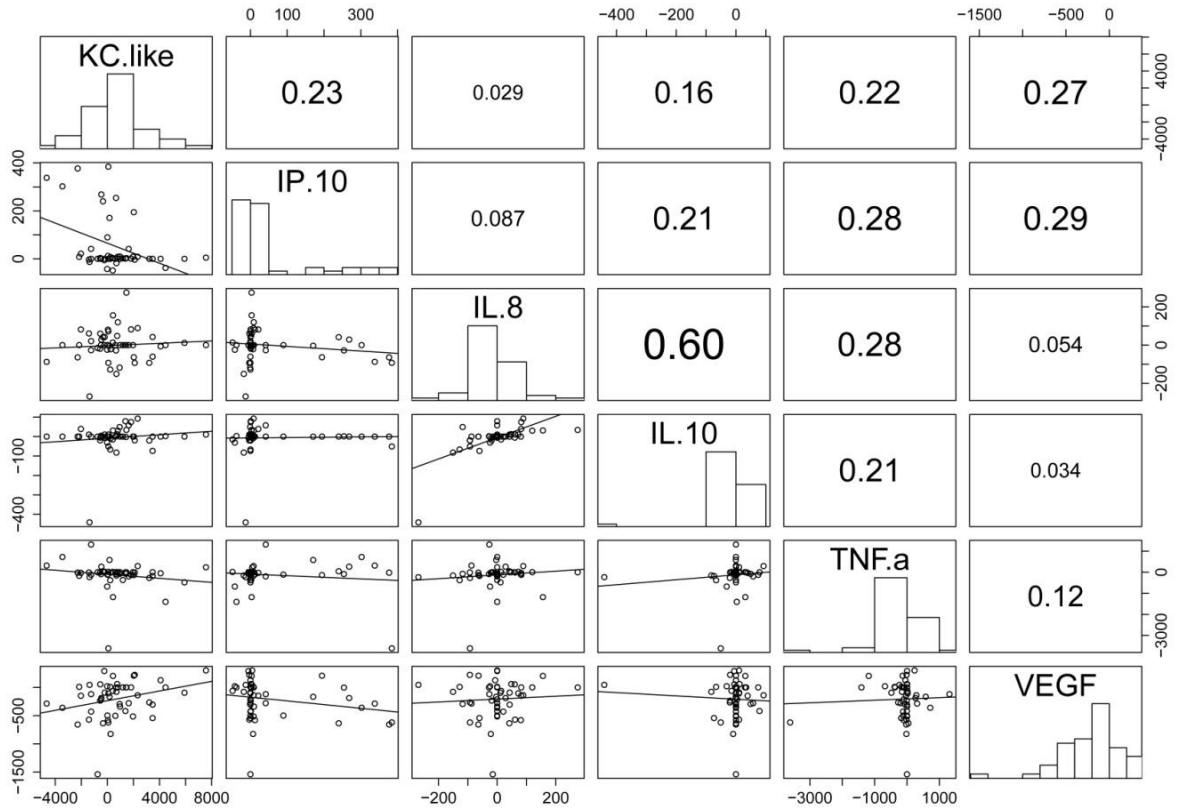 0 300
−400 −200 0
−1500 −500 0
KC.like 0.23 0.029 0.16 0.22 0.27
−4000 4000
0 200 400
IP.10 0.087 0.21 0.28 0.29
IL.8 0.60 0.28 0.054
−200 0 200
−400 −100
IL.10 0.21 0.034
TNF.a 0.12
−3000 0
−1500 −500
VEGF
−4000 0 4000 8000
−200 0 200
−3000 −1000 1000